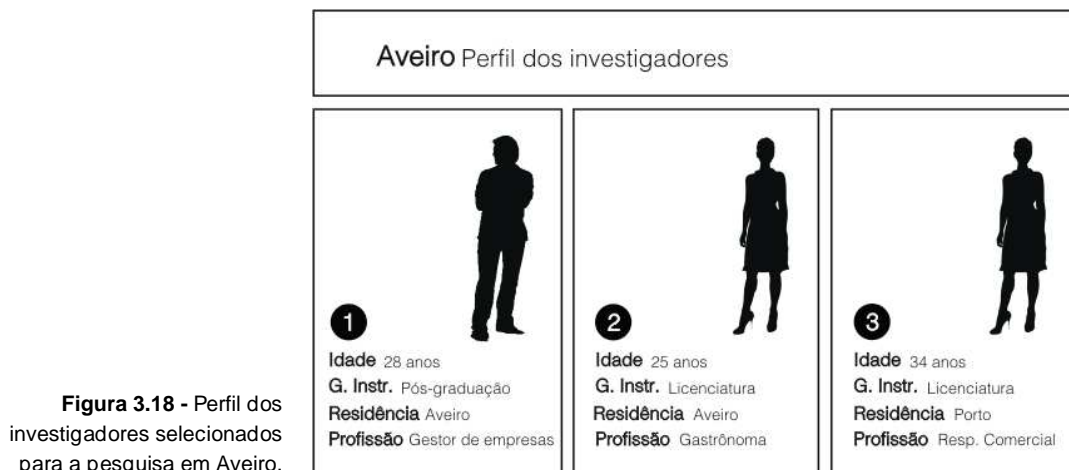 Aveiro Perfil dos investigadores
1
Idade 28 anos
G. Instr. Pós-graduação
Residência Aveiro
Profissão Gestor de empresas
2
Idade 25 anos
G. Instr. Licenciatura
Residência Aveiro
Profissão Gastrônoma
3
Idade 34 anos
G. Instr. Licenciatura
Residência Porto
Profissão Resp. Comercial
Figura 3.18 - Perfil dos
investigadores selecionados
para a pesquisa em Aveiro.